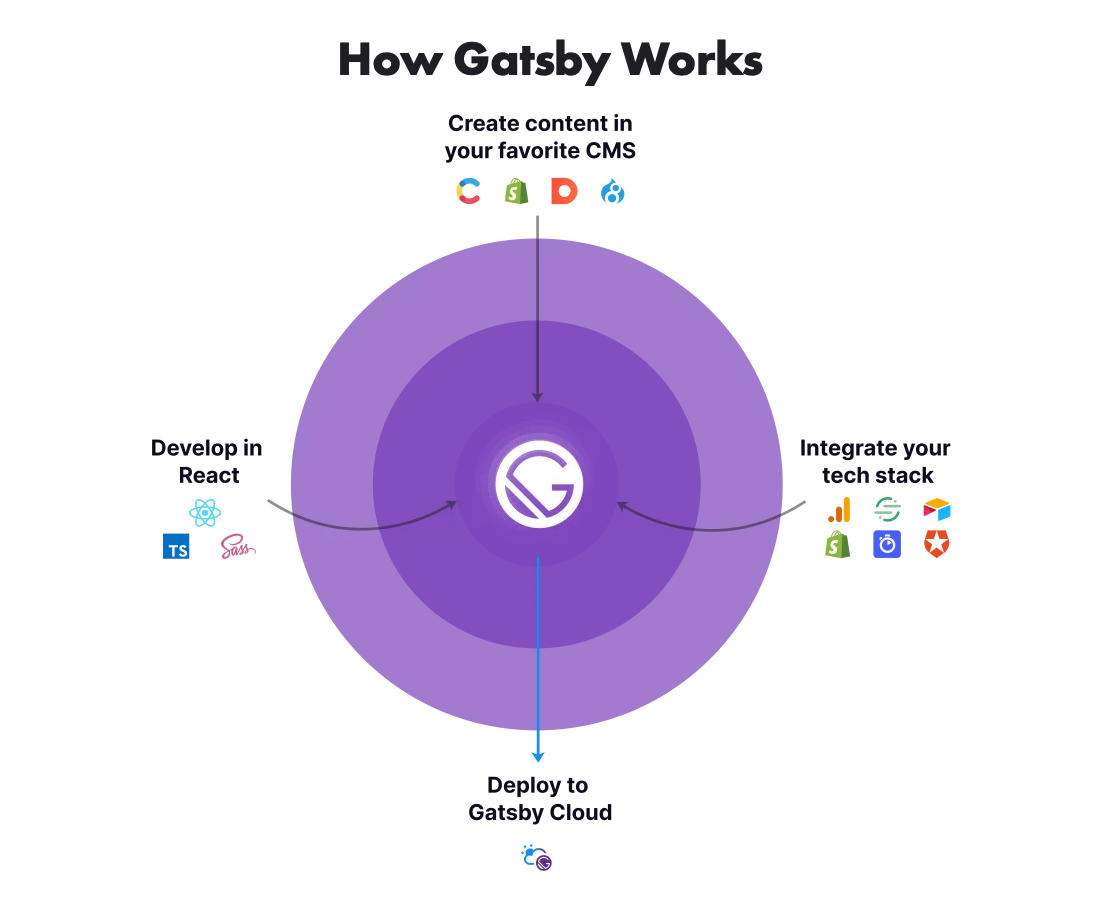 How Gatsby Works
Create content in
your favorite CMS
Develop in
React
TS
Sass
Integrate your
tech stack
Deploy to
Gatsby Cloud